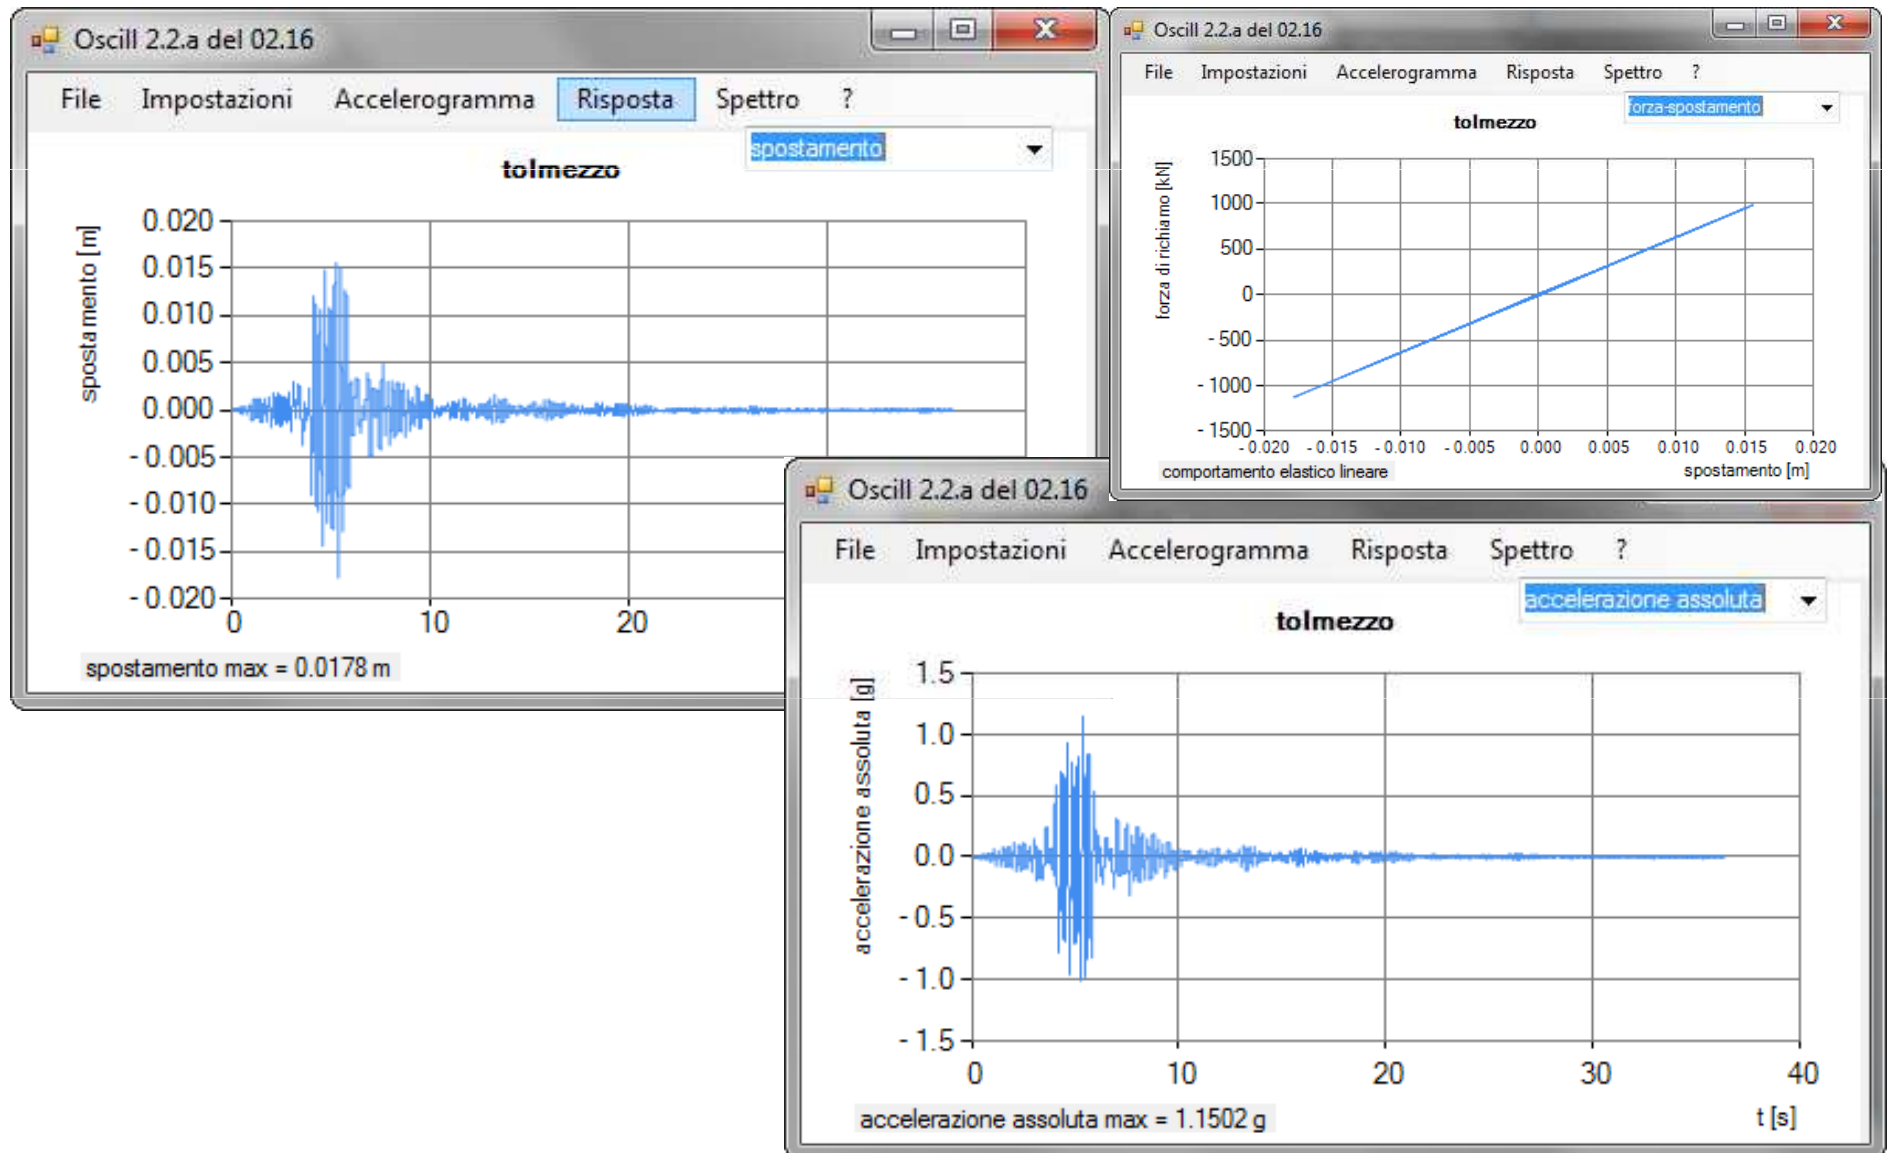 Oscill 2.2.a del 02.16
File Impostazioni Accelerogramma Risposta Spettro ?
spostamento
tolmezzo
spostamento [m]
0.020
0.015
0.010
0.005
0.000
- 0.005
- 0.010
- 0.015
- 0.020
0 10 20
spostamento max = 0.0178 m
Oscill 2.2.a del 02.16
File Impostazioni Accelerogramma Risposta Spettro ?
forza-spostamento
tolmezzo
forza di richiamo [kN]
1500
1000
500
0
- 500
- 1000
- 1500
- 0.020 - 0.015 - 0.010 - 0.005 0.000 0.005 0.010 0.015 0.020
comportamento elastico lineare spostamento [m]
Oscill 2.2.a del 02.16
File Impostazioni Accelerogramma Risposta Spettro ?
accelerazione assoluta
tolmezzo
accelerazione assoluta [g]
1.5
1.0
0.5
0.0
- 0.5
- 1.0
- 1.5
0 10 20 30 40
accelerazione assoluta max = 1.1502 g t [s]